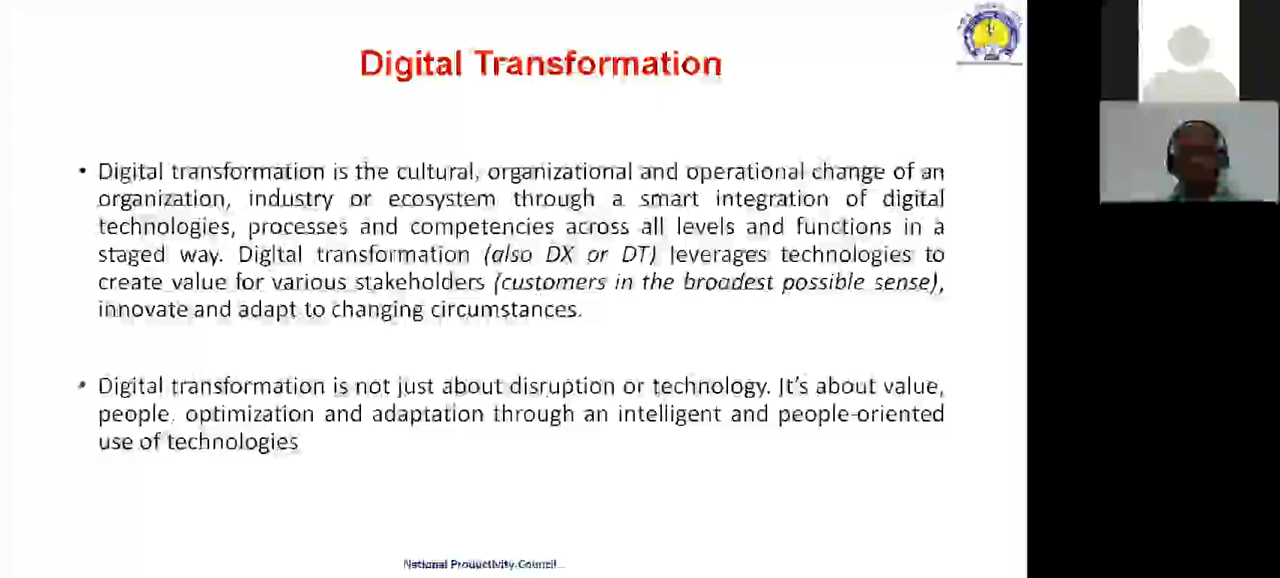 Digital Transformation
• Digital transformation is the cultural, organizational and operational change of an
organization, industry or ecosystem through a smart integration of digital
technologies, processes and competencies across all levels and functions in a
staged way. Digital transformation (also DX or DT) leverages technologies to
create value for various stakeholders (customers in the broadest possible sense),
innovate and adapt to changing circumstances.
• Digital transformation is not just about disruption or technology. It's about value,
people, optimization and adaptation through an intelligent and people-oriented
use of technologies
National Productivity Council